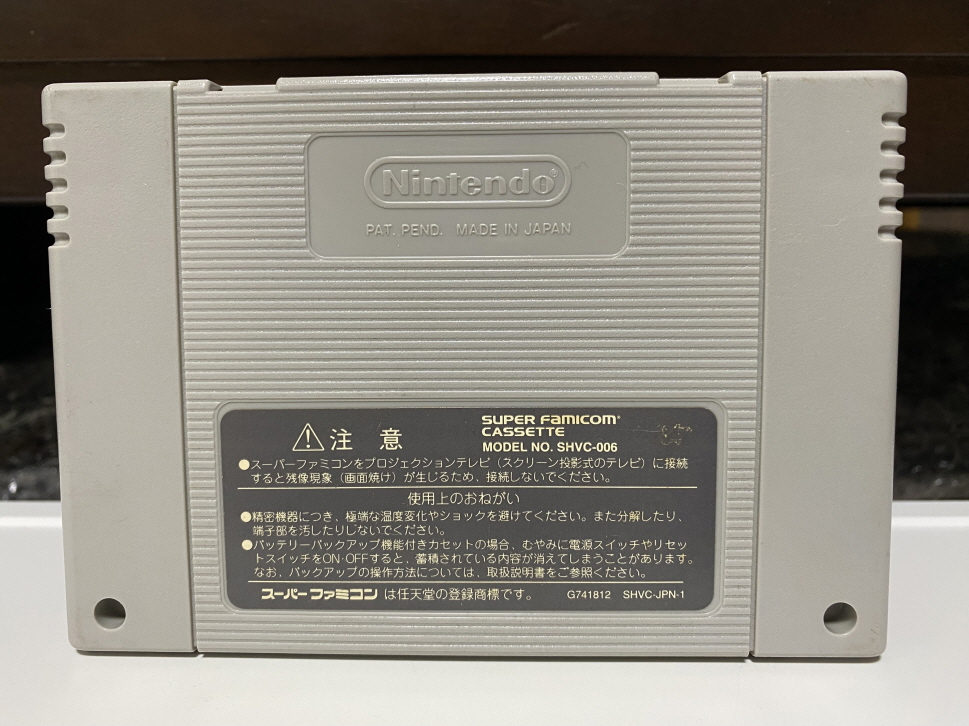 Nintendo®
PAT. PEND. MADE IN JAPAN
⚠注意
SUPER FAMICOM®
CASSETTE
MODEL NO. SHVC-006
●スーパーファミコンをプロジェクションテレビ（スクリーン投影式のテレビ）に接続
すると残像現象（画面焼け）が生じるため、接続しないでください。
使用上のおねがい
●精密機器につき、極端な温度変化やショックを避けてください。また分解したり、
端子部を汚したりしないでください。
●バッテリーバックアップ機能付きカセットの場合、むやみに電源スイッチやリセッ
トスイッチをON・OFFすると、蓄積されている内容が消えてしまうことがあります。
なお、バックアップの操作方法については、取扱説明書をご参照ください。
スーパーファミコンは任天堂の登録商標です。 G741812 SHVC-JPN-1